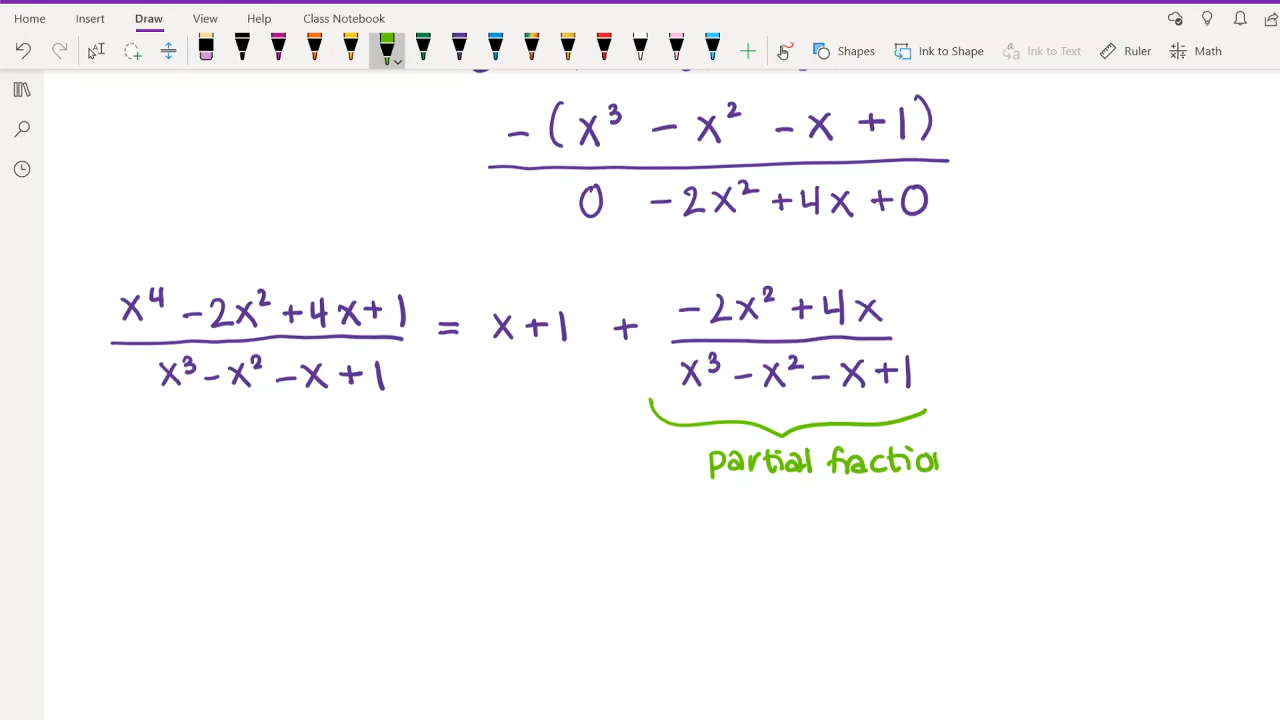 Home Insert Draw View Help Class Notebook
Shapes Ink to Shape Ink to Text Ruler Math
- (x³ - x² - x + 1)
0 - 2x² + 4x + 0
x⁴ - 2x² + 4x + 1
x³ - x² - x + 1
= x + 1 +
- 2x² + 4x
x³ - x² - x + 1
partial fractio